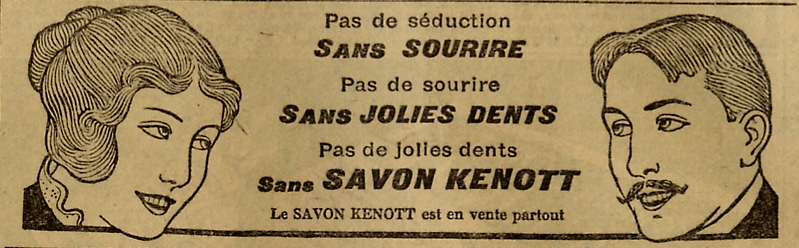 Pas de séduction
SANS SOURIRE
Pas de sourire
SANS JOLIES DENTS
Pas de jolies dents
Sans SAVON KENOTT
Le SAVON KENOTT est en vente partout